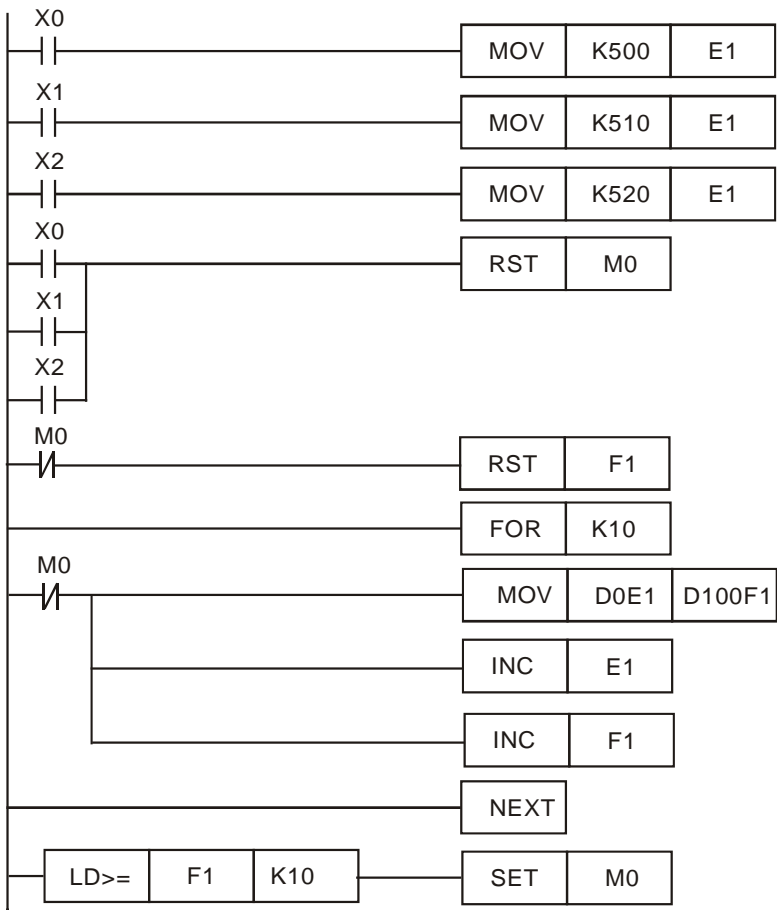 X0
MOV K500 E1
X1
MOV K510 E1
X2
MOV K520 E1
X0
RST M0
X1
X2
M0
RST F1
FOR K10
M0
MOV D0E1 D100F1
INC E1
INC F1
NEXT
LD>= F1 K10 SET M0